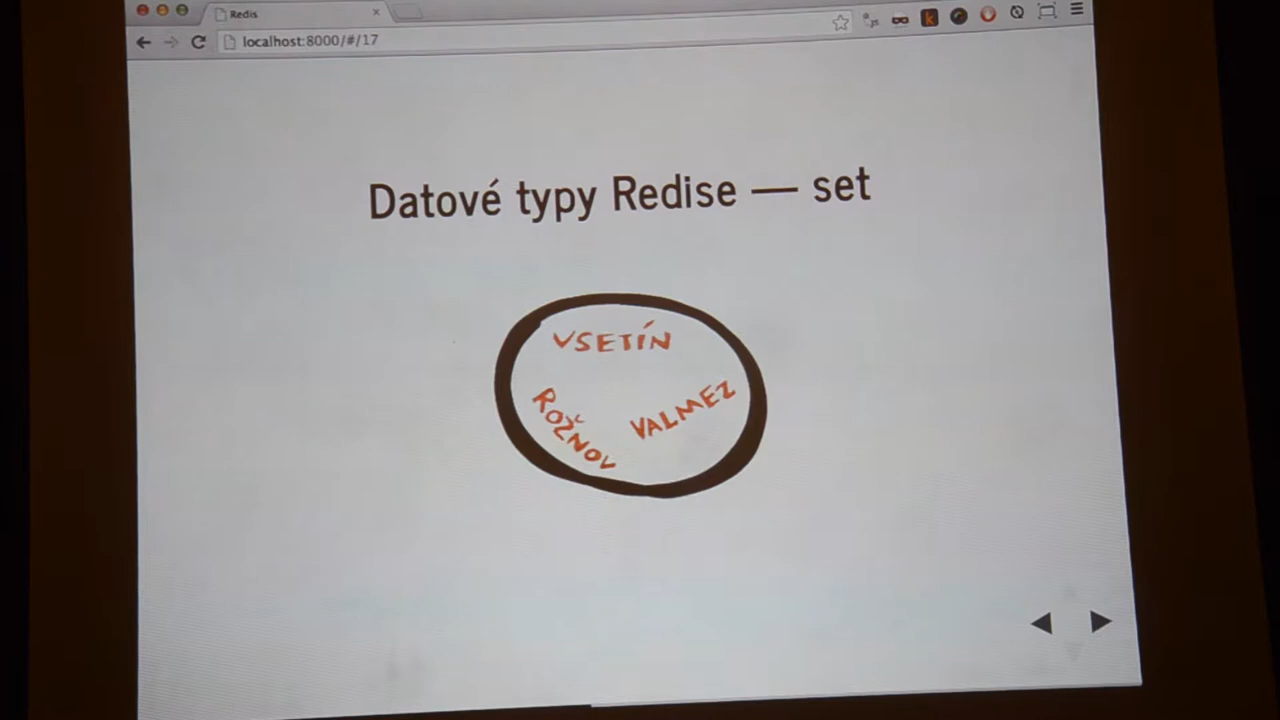 Redis
localhost:8000/#/17
Datové typy Redise — set
VSETÍN
ROŽNOV
VALMEZ